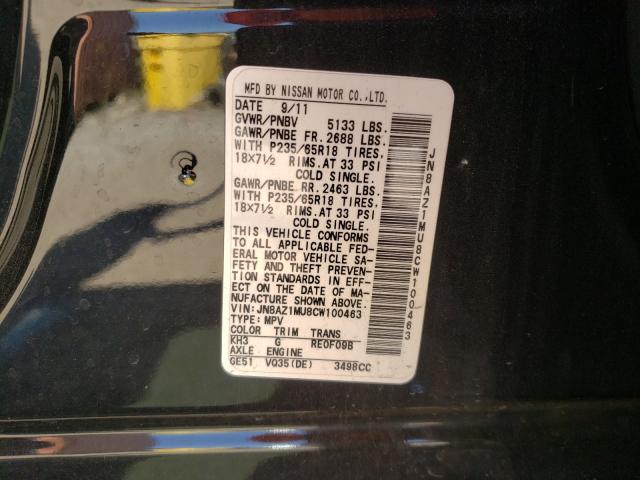 MFD BY NISSAN MOTOR CO.,LTD.
DATE 9/11
GVWR/PNBV 5133 LBS.
GAWR/PNBE FR. 2688 LBS.
WITH P235/65R18 TIRES,
18×7½ RIMS, AT 33 PSI
COLD SINGLE.
GAWR/PNBE RR. 2463 LBS.
WITH P235/65R18 TIRES,
18×7½ RIMS, AT 33 PSI
COLD SINGLE.
THIS VEHICLE CONFORMS
TO ALL APPLICABLE FED-
ERAL MOTOR VEHICLE SA-
FETY AND THEFT PREVEN-
TION STANDARDS IN EFF-
ECT ON THE DATE OF MA-
NUFACTURE SHOWN ABOVE.
VIN: JN8AZ1MU8CW100463
TYPE: MPV
COLOR TRIM TRANS
KH3 G RE0F09B
AXLE ENGINE
GE51 VQ35(DE) 3498CC
JN8AZ1MU8CW100463